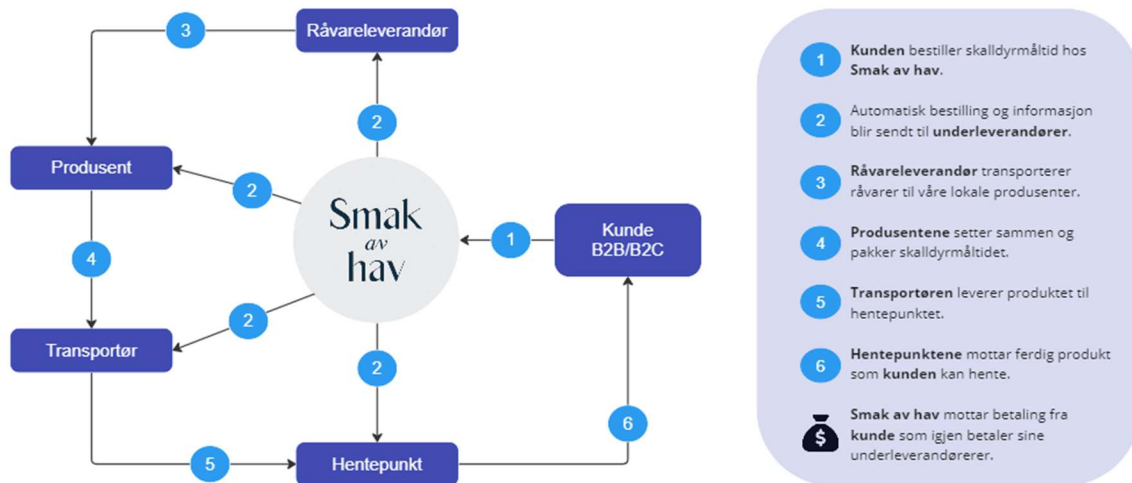 Råvareleverandør
3
2
Produsent
2
Smak
av
hav
1
Kunde
B2B/B2C
4
2
Transportør
2
6
5
Hentepunkt
1
Kunden bestiller skalldyrmåltid hos
Smak av hav.
2
Automatisk bestilling og informasjon
blir sendt til underleverandører.
3
Råvareleverandør transporterer
råvarer til våre lokale produsenter.
4
Produsentene setter sammen og
pakker skalldyrmåltidet.
5
Transportøren leverer produktet til
hentepunktet.
6
Hentepunktene mottar ferdig produkt
som kunden kan hente.
$
Smak av hav mottar betaling fra
kunde som igjen betaler sine
underleverandørerer.